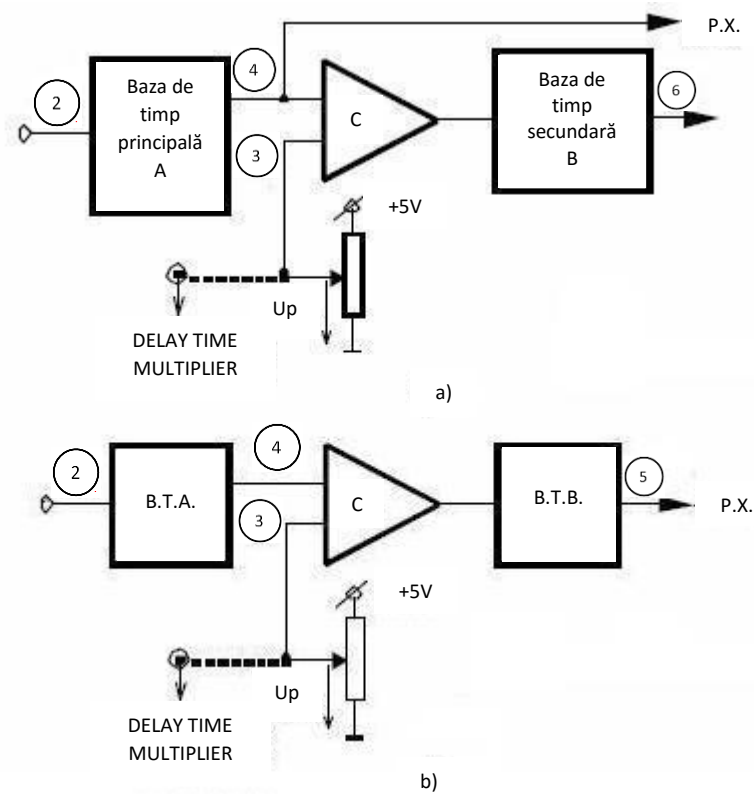 P.X.
2
Baza de
timp
principală
A
4
3
C
Baza de
timp
secundară
B
6
+5V
Up
DELAY TIME
MULTIPLIER
a)
2
B.T.A.
4
3
C
B.T.B.
5
P.X.
+5V
Up
DELAY TIME
MULTIPLIER
b)